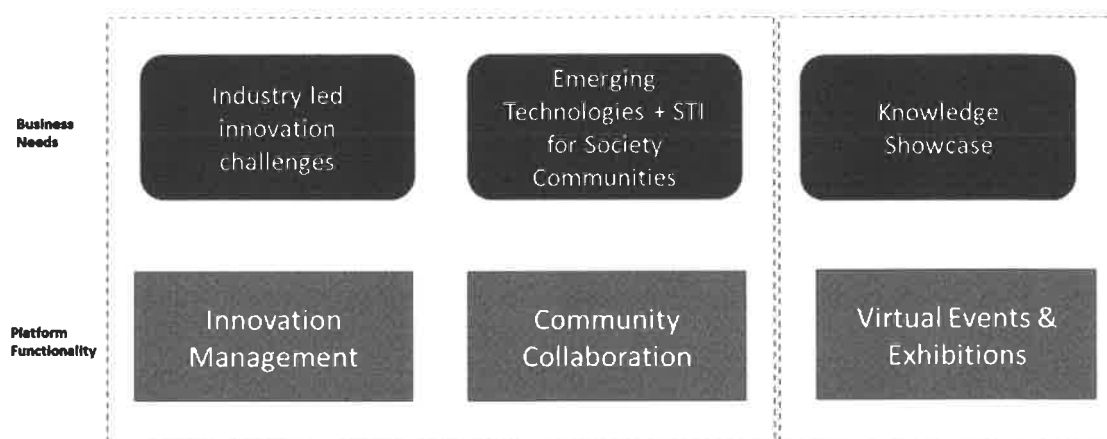 Business
Needs
Industry led
innovation
challenges
Emerging
Technologies + STI
for Society
Communities
Knowledge
Showcase
Platform
Functionality
Innovation
Management
Community
Collaboration
Virtual Events &
Exhibitions